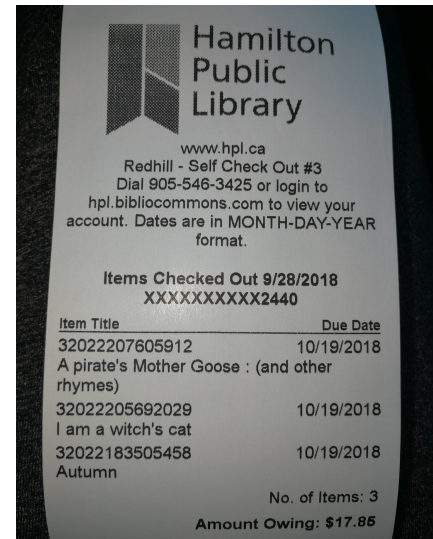 Hamilton
Public
Library
www.hpl.ca
Redhill - Self Check Out #3
Dial 905-546-3425 or login to
hpl.bibliocommons.com to view your
account. Dates are in MONTH-DAY-YEAR
format.
Items Checked Out 9/28/2018
XXXXXXXXXX2440
Item Title Due Date
32022207605912 10/19/2018
A pirate's Mother Goose : (and other
rhymes)
32022205692029 10/19/2018
I am a witch's cat
32022183505458 10/19/2018
Autumn
No. of Items: 3
Amount Owing: $17.85